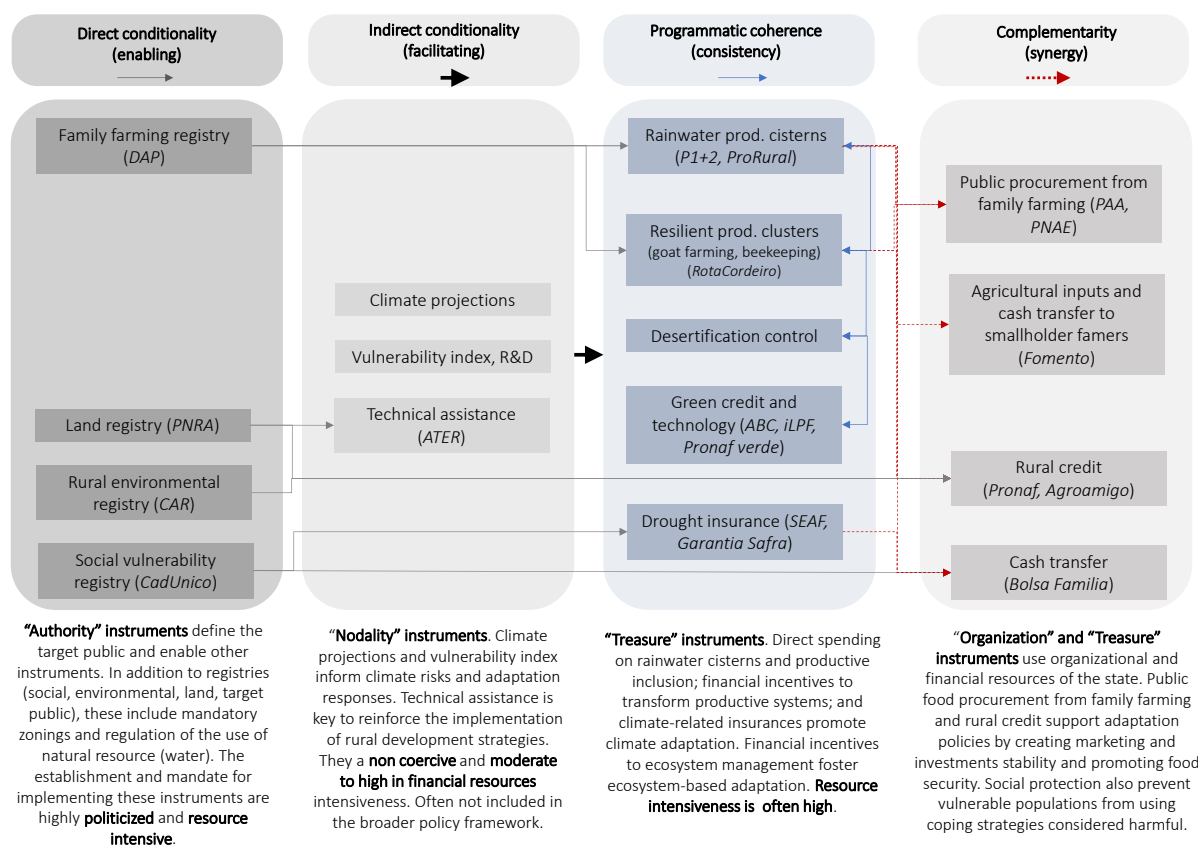 Direct conditionality
(enabling)
Indirect conditionality
(facilitating)
Programmatic coherence
(consistency)
Complementarity
(synergy)
Family farming registry
(DAP)
Land registry (PNRA)
Rural environmental
registry (CAR)
Social vulnerability
registry (CadUnico)
Climate projections
Vulnerability index, R&D
Technical assistance
(ATER)
Rainwater prod. cisterns
(P1+2, ProRural)
Resilient prod. clusters
(goat farming, beekeeping)
(RotaCordeiro)
Desertification control
Green credit and
technology (ABC, iLPF,
Pronaf verde)
Drought insurance (SEAF,
Garantia Safra)
Public procurement from
family farming (PAA,
PNAE)
Agricultural inputs and
cash transfer to
smallholder famers
(Fomento)
Rural credit
(Pronaf, Agroamigo)
Cash transfer
(Bolsa Familia)
“Authority” instruments define the
target public and enable other
instruments. In addition to registries
(social, environmental, land, target
public), these include mandatory
zonings and regulation of the use of
natural resource (water). The
establishment and mandate for
implementing these instruments are
highly politicized and resource
intensive.
“Nodality” instruments. Climate
projections and vulnerability index
inform climate risks and adaptation
responses. Technical assistance is
key to reinforce the implementation
of rural development strategies.
They a non coercive and moderate
to high in financial resources
intensiveness. Often not included in
the broader policy framework.
“Treasure” instruments. Direct spending
on rainwater cisterns and productive
inclusion; financial incentives to
transform productive systems; and
climate-related insurances promote
climate adaptation. Financial incentives
to ecosystem management foster
ecosystem-based adaptation. Resource
intensiveness is often high.
“Organization” and “Treasure”
instruments use organizational and
financial resources of the state. Public
food procurement from family farming
and rural credit support adaptation
policies by creating marketing and
investments stability and promoting food
security. Social protection also prevent
vulnerable populations from using
coping strategies considered harmful.